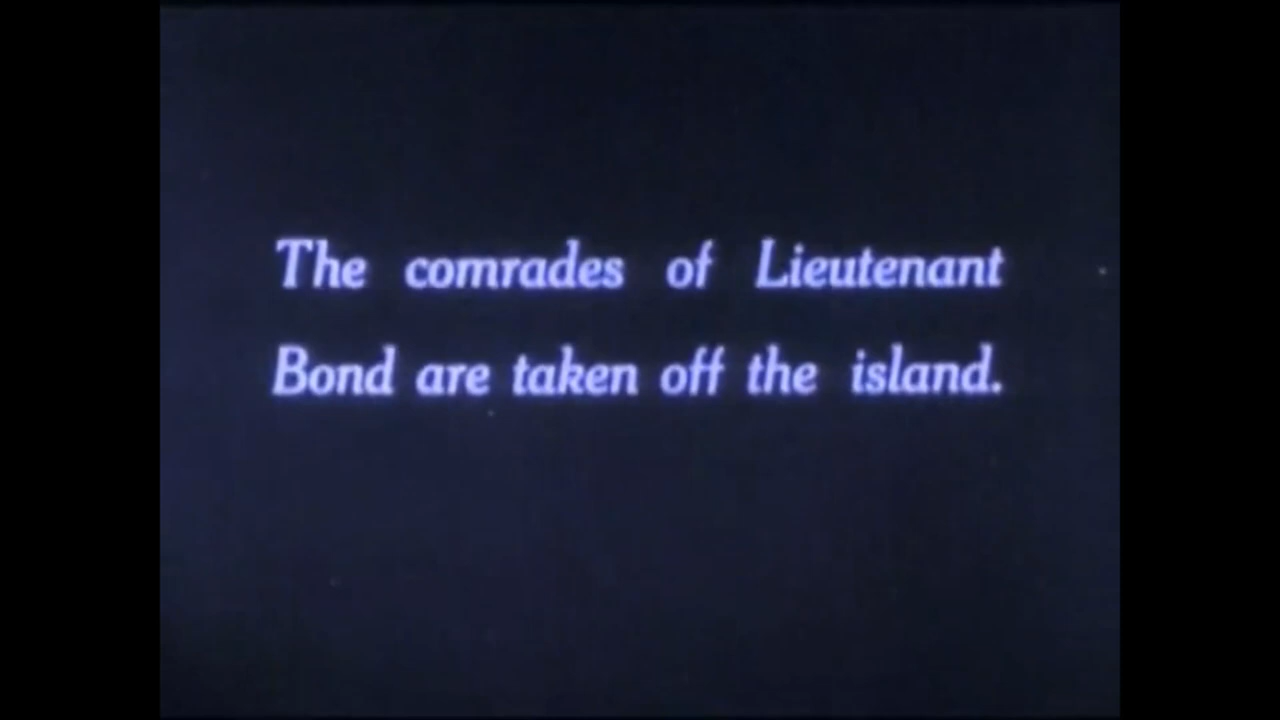 The comrades of Lieutenant
Bond are taken off the island.